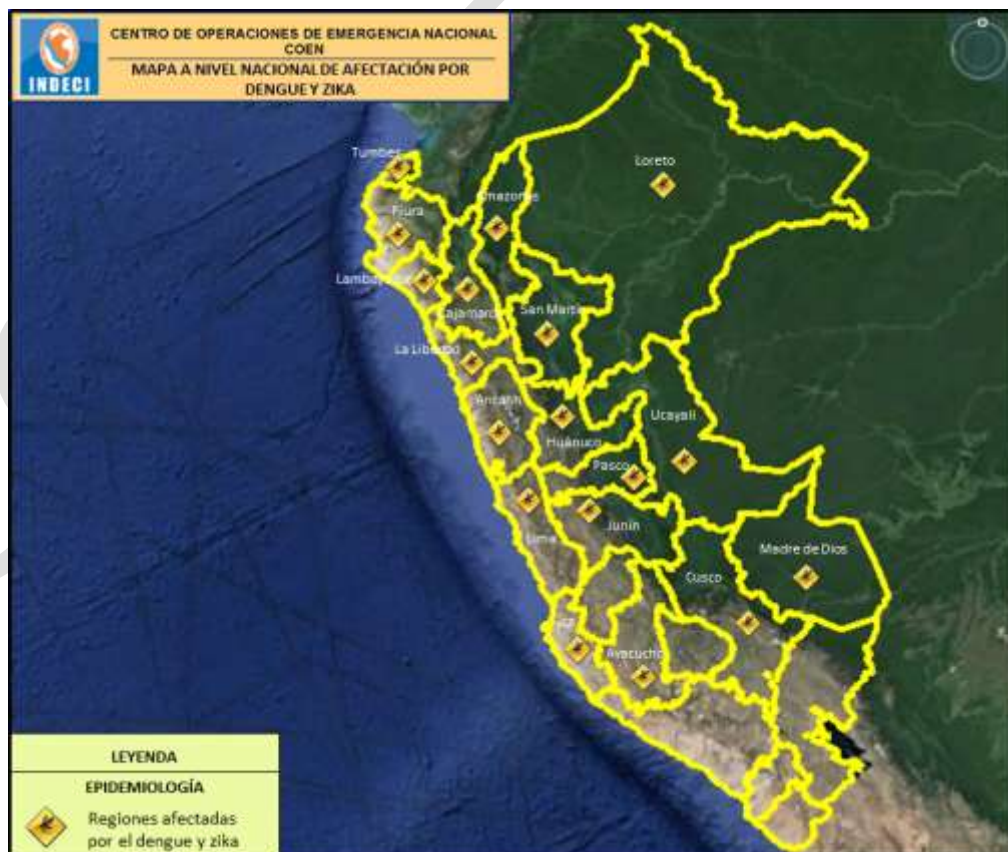 CENTRO DE OPERACIONES DE EMERGENCIA NACIONAL
COEN
MAPA A NIVEL NACIONAL DE AFECTACIÓN POR
DENGUE Y ZIKA
INDECI
Tumbes
Loreto
Amazonas
Piura
Cajamarca
San Martín
La Libertad
Ancash
Ucayali
Huánuco
Pasco
Junín
Lima
Madre de Dios
Cusco
Ayacucho
LEYENDA
EPIDEMIOLOGÍA
Regiones afectadas
por el dengue y zika